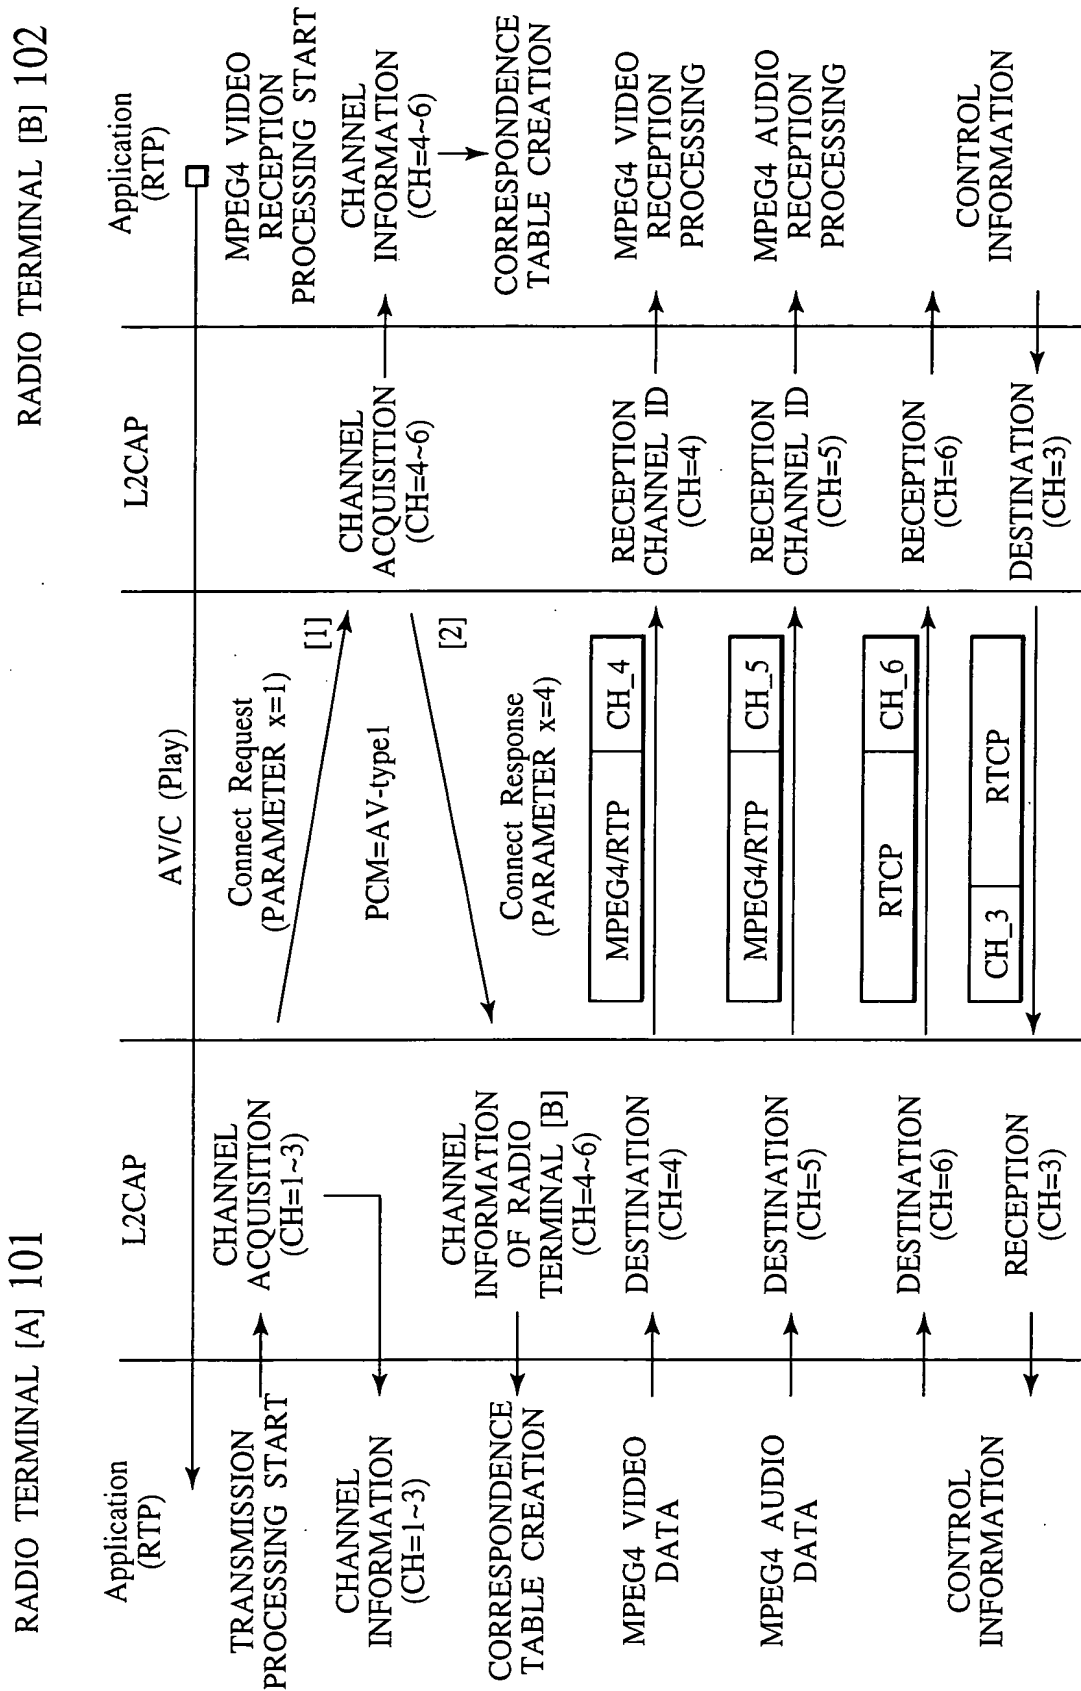 RADIO TERMINAL [A] 101
RADIO TERMINAL [B] 102
Application
(RTP)
L2CAP
L2CAP
Application
(RTP)
AV/C (Play)
TRANSMISSION
PROCESSING START
CHANNEL
ACQUISITION
(CH=1~3)
Connect Request
(PARAMETER x=1)
[1]
MPEG4 VIDEO
RECEPTION
PROCESSING START
CHANNEL
INFORMATION
(CH=1~3)
PCM=AV-type1
CHANNEL
ACQUISITION
(CH=4~6)
CHANNEL
INFORMATION
(CH=4~6)
CORRESPONDENCE
TABLE CREATION
CHANNEL
INFORMATION
OF RADIO
TERMINAL [B]
(CH=4~6)
[2]
Connect Response
(PARAMETER x=4)
CORRESPONDENCE
TABLE CREATION
MPEG4 VIDEO
DATA
DESTINATION
(CH=4)
MPEG4/RTP CH_4
RECEPTION
CHANNEL ID
(CH=4)
MPEG4 VIDEO
RECEPTION
PROCESSING
MPEG4 AUDIO
DATA
DESTINATION
(CH=5)
MPEG4/RTP CH_5
RECEPTION
CHANNEL ID
(CH=5)
MPEG4 AUDIO
RECEPTION
PROCESSING
DESTINATION
(CH=6)
RTCP CH_6
RECEPTION
(CH=6)
CONTROL
INFORMATION
RECEPTION
(CH=3)
CH_3 RTCP
DESTINATION
(CH=3)
CONTROL
INFORMATION